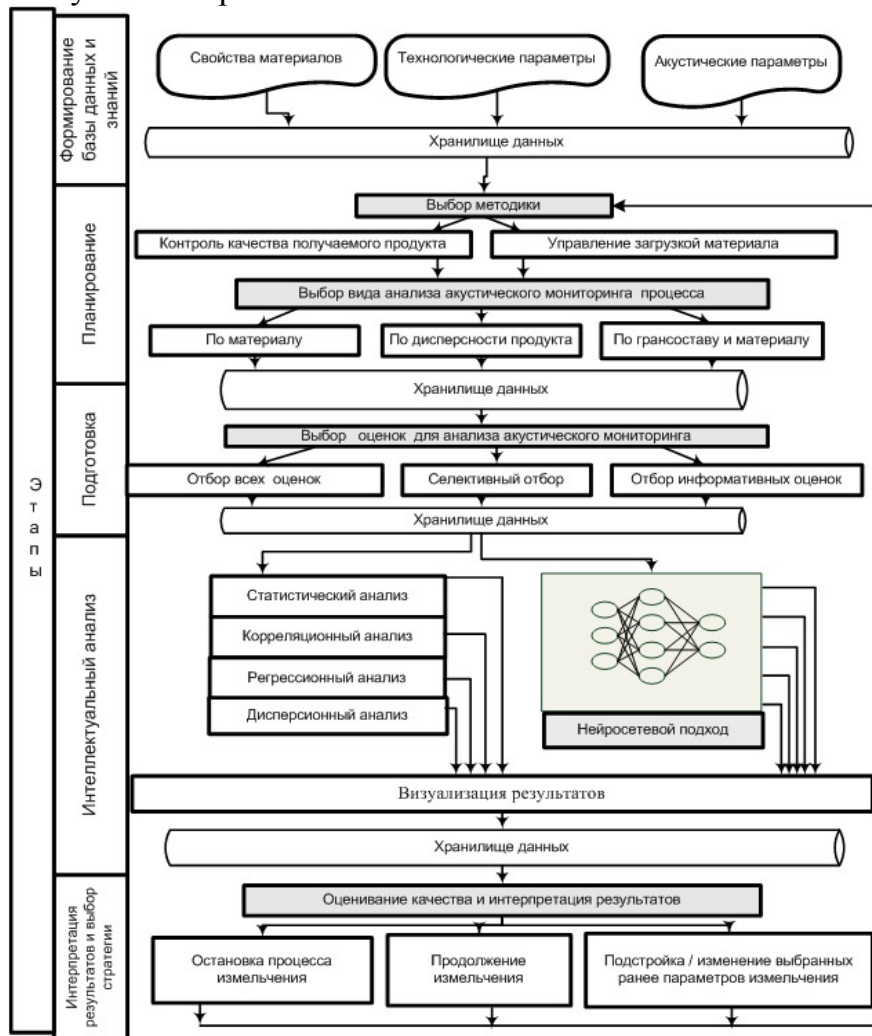 Этапы
Формирование
базы данных и
знаний
Свойства материалов
Технологические параметры
Акустические параметры
Хранилище данных
Планирование
Выбор методики
Контроль качества получаемого продукта
Управление загрузкой материала
Выбор вида анализа акустического мониторинга процесса
По материалу
По дисперсности продукта
По грансоставу и материалу
Хранилище данных
Подготовка
Выбор оценок для анализа акустического мониторинга
Отбор всех оценок
Селективный отбор
Отбор информативных оценок
Хранилище данных
Интеллектуальный анализ
Статистический анализ
Корреляционный анализ
Регрессионный анализ
Дисперсионный анализ
Нейросетевой подход
Визуализация результатов
Хранилище данных
Интерпретация
результатов и выбор
стратегии
Оценивание качества и интерпретация результатов
Остановка процесса
измельчения
Продолжение
измельчения
Подстройка / изменение выбранных
ранее параметров измельчения